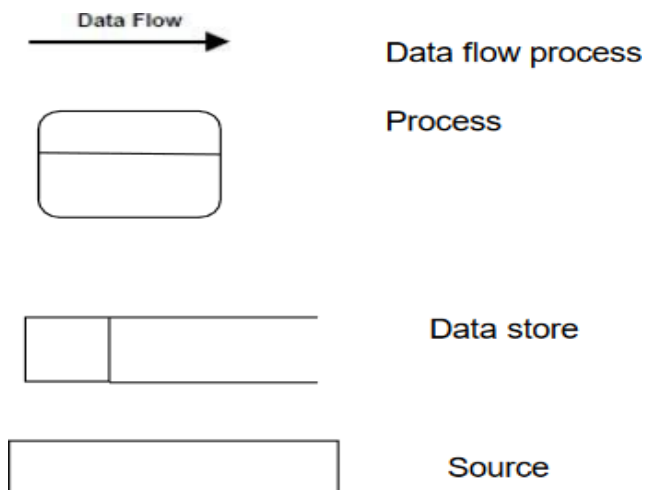 Data Flow
Data flow process
Process
Data store
Source